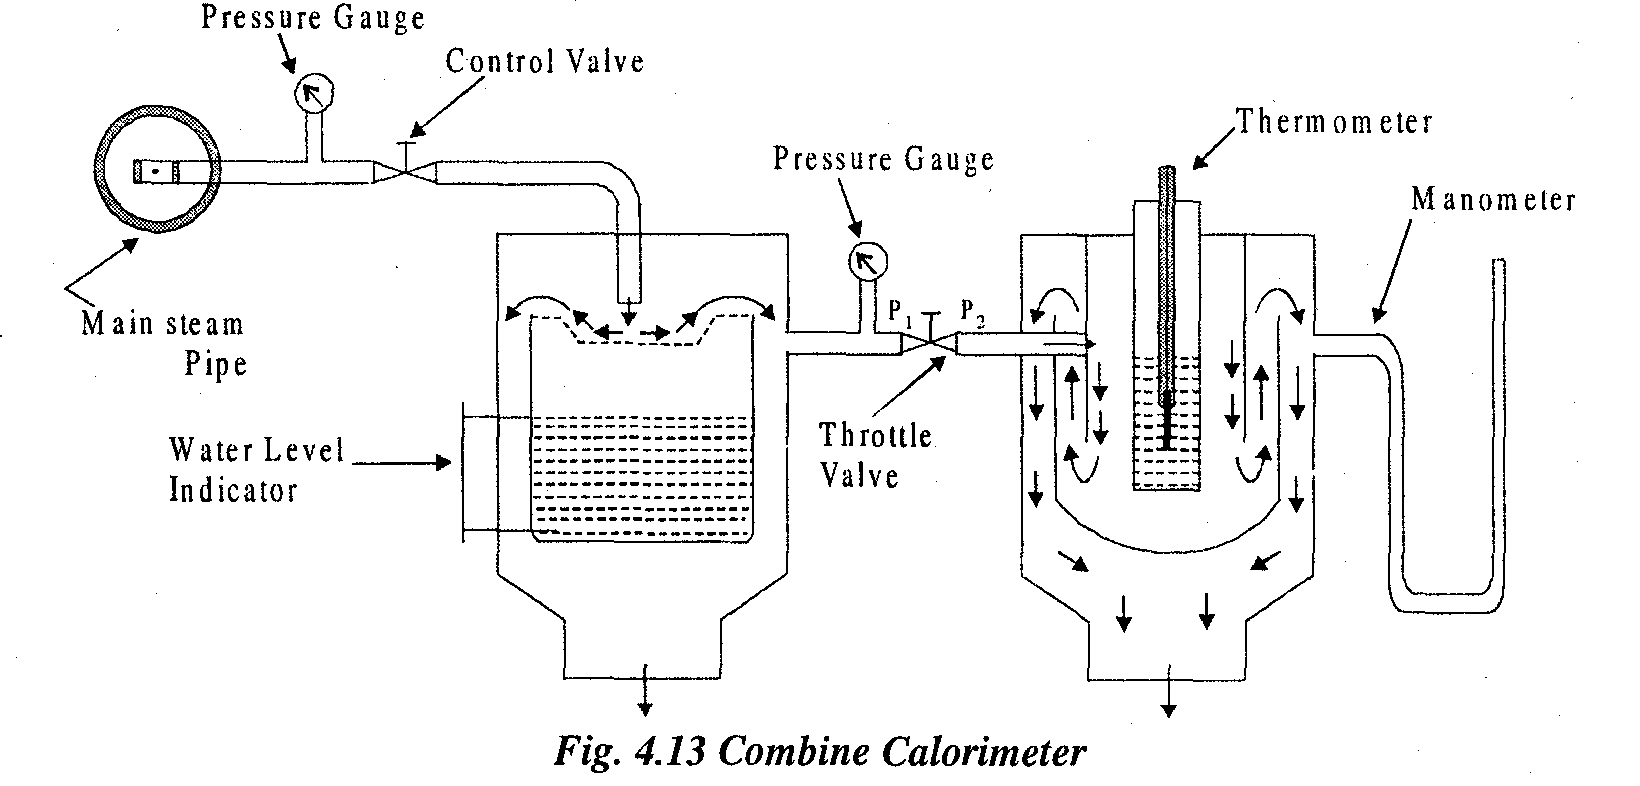 Pressure Gauge
Control Valve
Thermometer
Pressure Gauge
Manometer
Main steam
Pipe
P1
P2
Water Level
Indicator
Throttle
Valve
Fig. 4.13 Combine Calorimeter